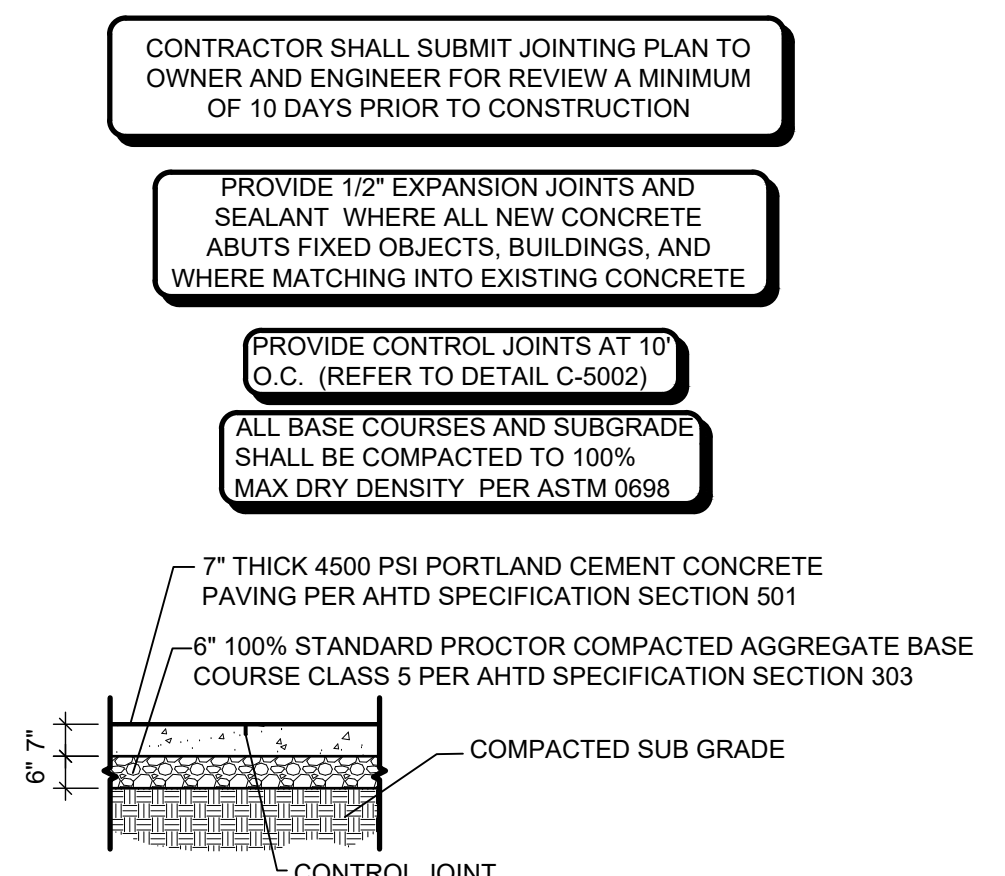 CONTRACTOR SHALL SUBMIT JOINTING PLAN TO
OWNER AND ENGINEER FOR REVIEW A MINIMUM
OF 10 DAYS PRIOR TO CONSTRUCTION
PROVIDE 1/2" EXPANSION JOINTS AND
SEALANT WHERE ALL NEW CONCRETE
ABUTS FIXED OBJECTS, BUILDINGS, AND
WHERE MATCHING INTO EXISTING CONCRETE
PROVIDE CONTROL JOINTS AT 10'
O.C. (REFER TO DETAIL C-5002)
ALL BASE COURSES AND SUBGRADE
SHALL BE COMPACTED TO 100%
MAX DRY DENSITY PER ASTM 0698
7" THICK 4500 PSI PORTLAND CEMENT CONCRETE
PAVING PER AHTD SPECIFICATION SECTION 501
6" 100% STANDARD PROCTOR COMPACTED AGGREGATE BASE
COURSE CLASS 5 PER AHTD SPECIFICATION SECTION 303
7"
6"
COMPACTED SUB GRADE
CONTROL JOINT